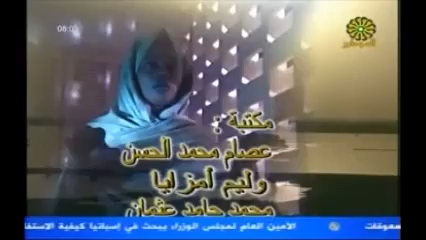 08:0
السودان
مكتبة :
عصام محمد الحسن
وليم أمزايا
محمد حامد عثمان
الأمين العام لمجلس الوزراء يبحث في إسبانيا كيفية